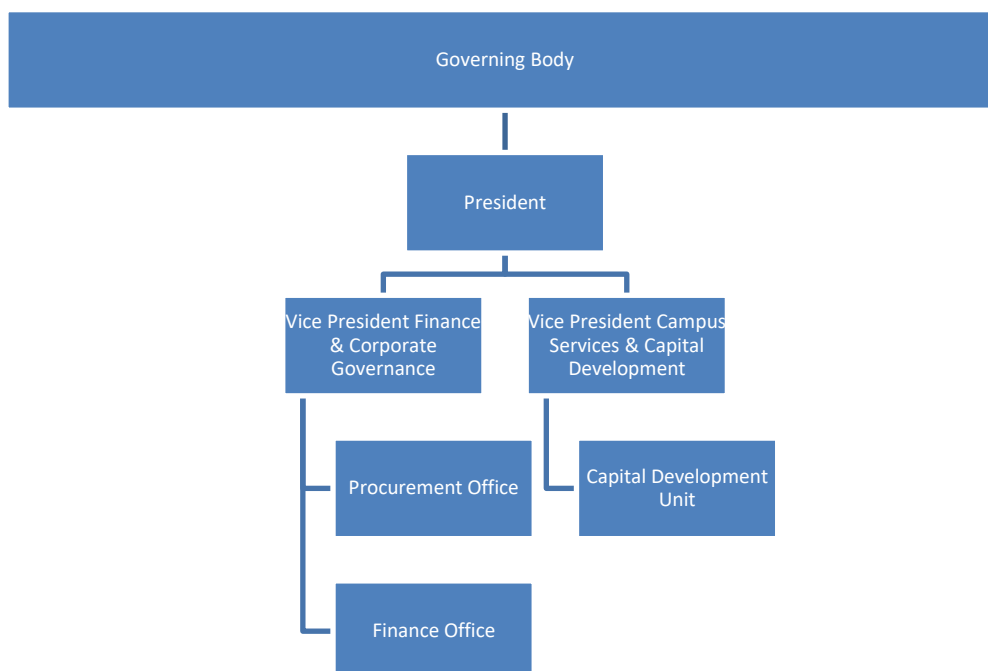 Governing Body
President
Vice President Finance
& Corporate
Governance
Vice President Campus
Services & Capital
Development
Procurement Office
Capital Development
Unit
Finance Office